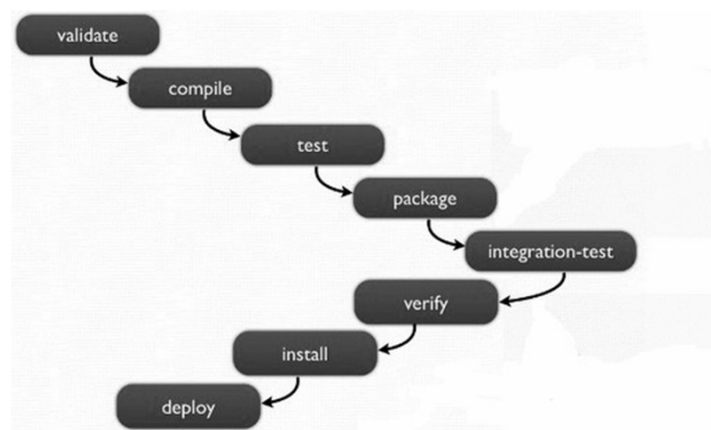 validate
compile
test
package
integration-test
verify
install
deploy